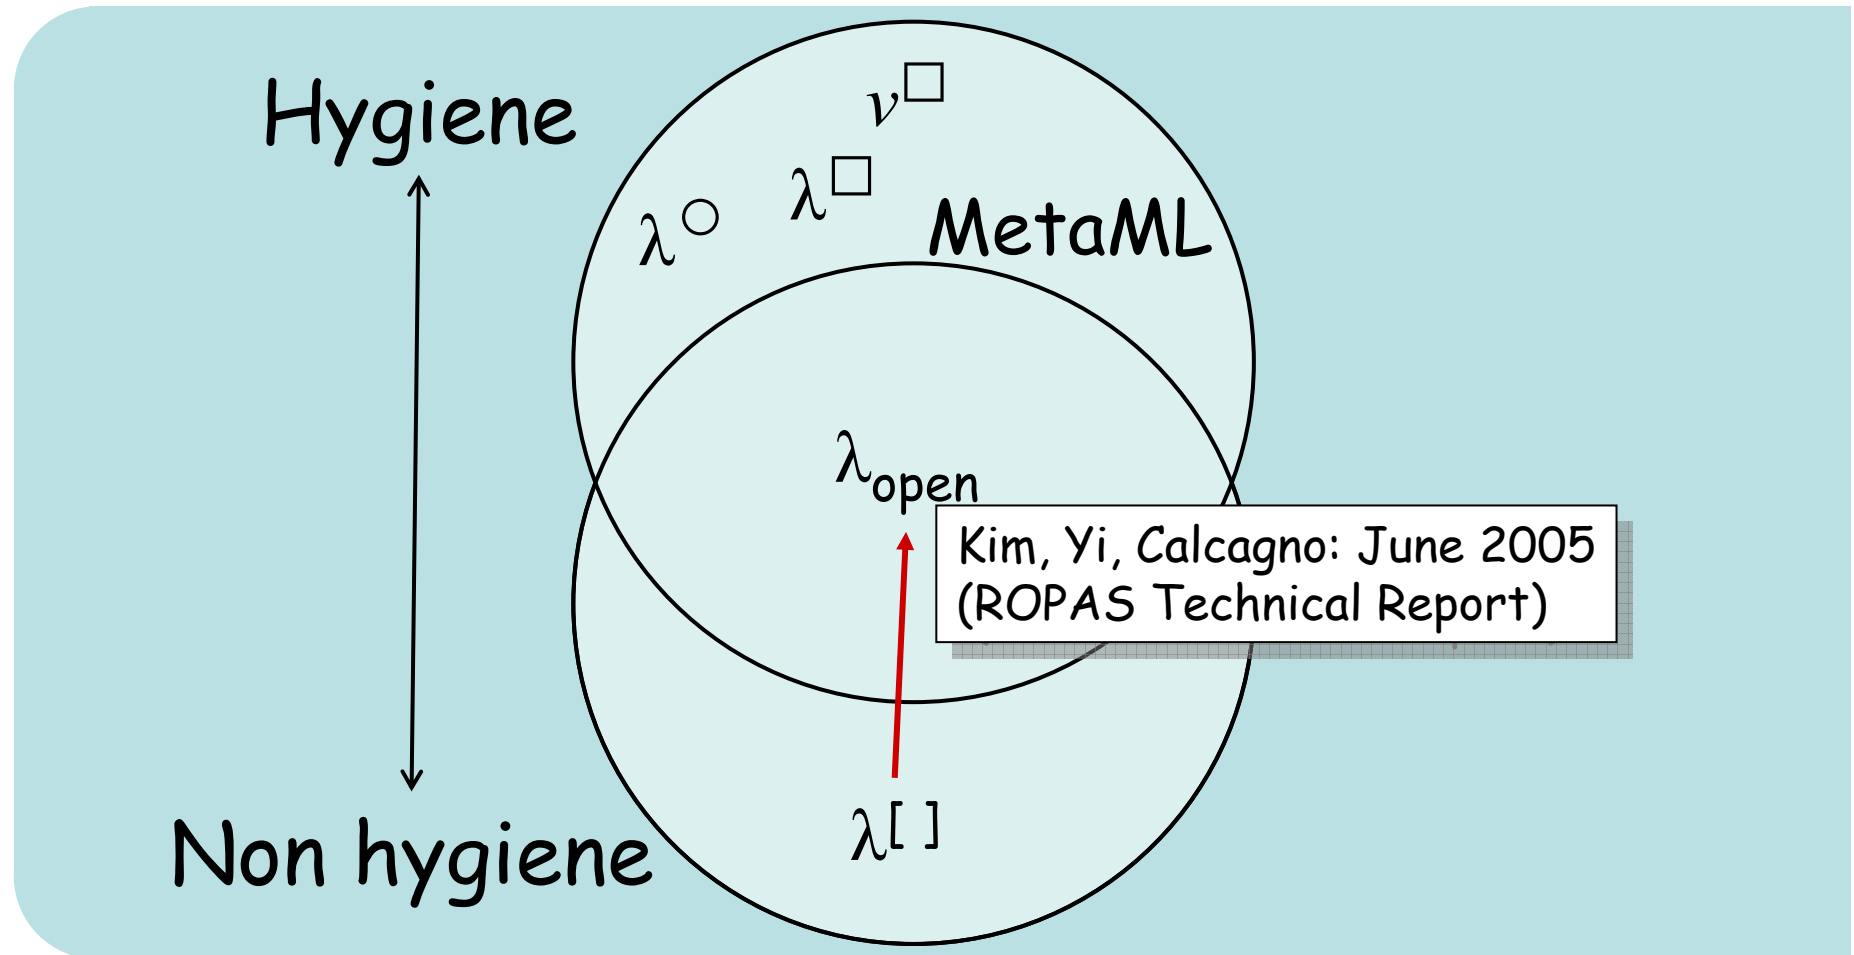 Hygiene
ν□
λ□
λ○
MetaML
λopen
Kim, Yi, Calcagno: June 2005
(ROPAS Technical Report)
λ[ ]
Non hygiene